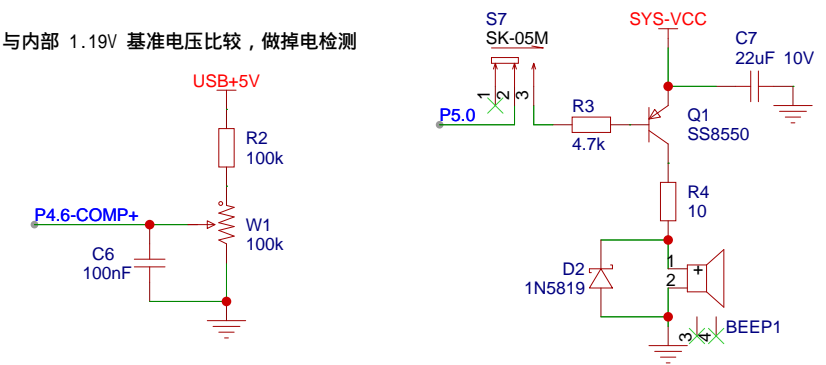 与内部 1.19V 基准电压比较，做掉电检测
USB+5V
R2
100k
P4.6-COMP+
W1
100k
C6
100nF
S7
SK-05M
1
2
3
P5.0
R3
4.7k
SYS-VCC
C7
22uF 10V
Q1
SS8550
R4
10
D2
1N5819
1
2
+
3
4
BEEP1